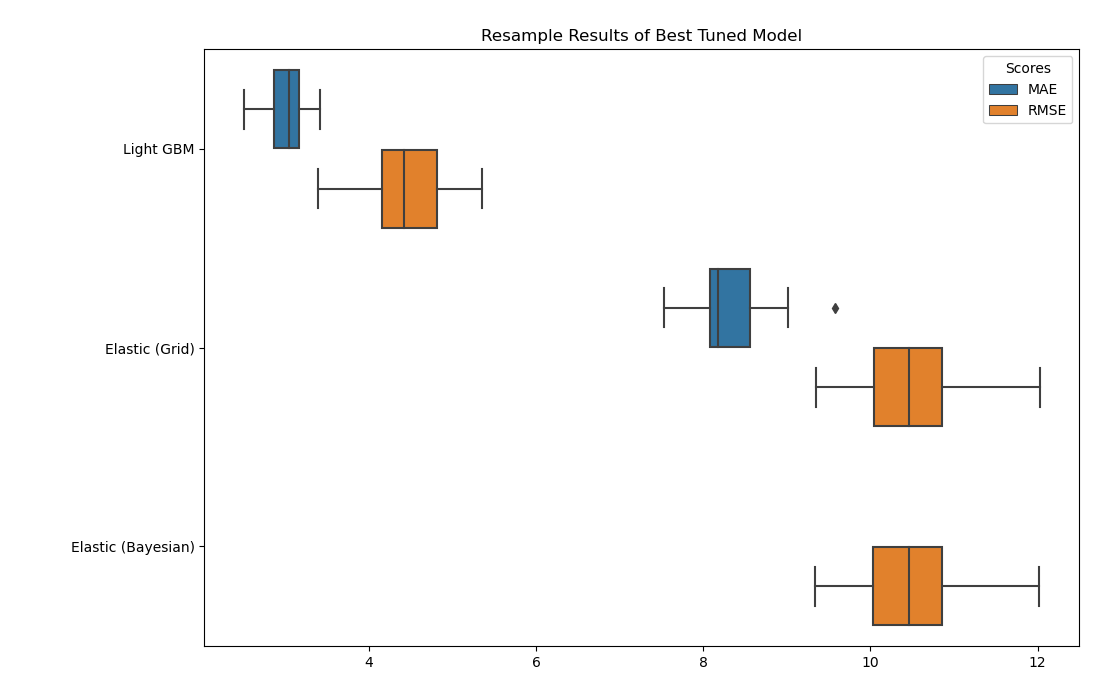 Resample Results of Best Tuned Model
Scores
MAE
RMSE
Light GBM
Elastic (Grid)
Elastic (Bayesian)
4 6 8 10 12